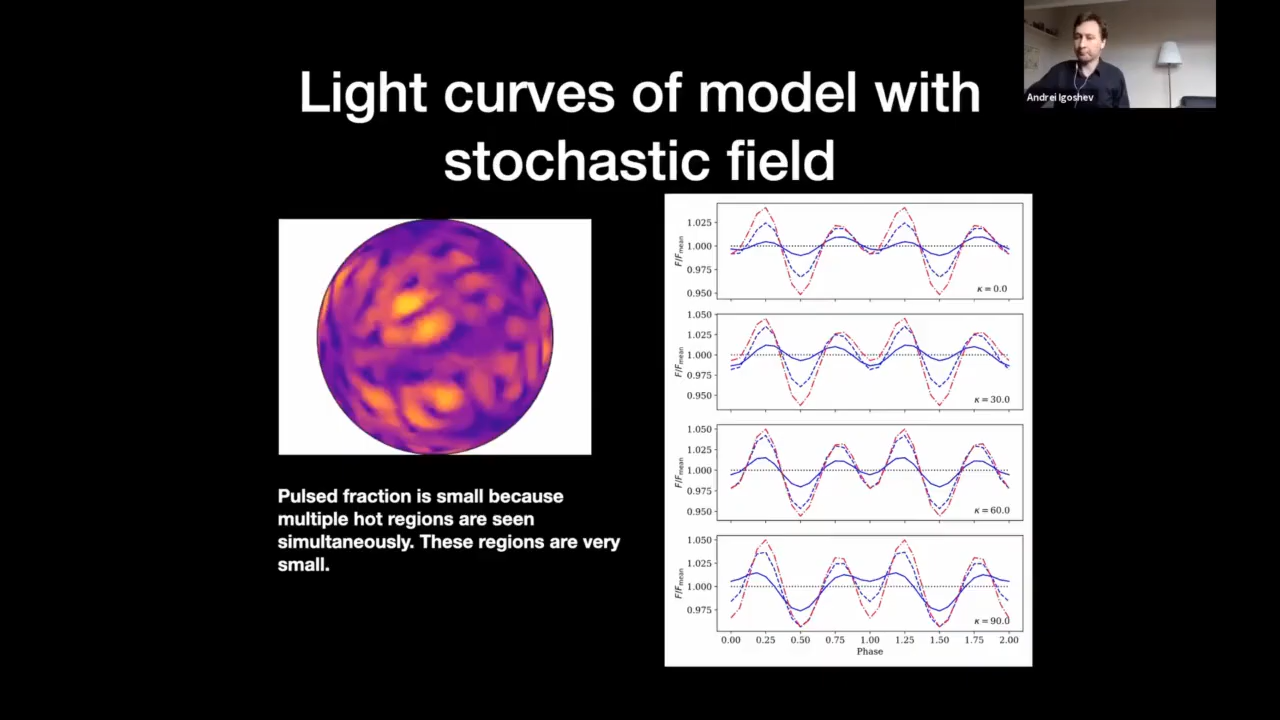 Light curves of model with
stochastic field
Andrei Igoshev
Pulsed fraction is small because
multiple hot regions are seen
simultaneously. These regions are very
small.
F/Fmean
1.025
1.000
0.975
0.950
κ = 0.0
F/Fmean
1.050
1.025
1.000
0.975
0.950
κ = 30.0
F/Fmean
1.050
1.025
1.000
0.975
0.950
κ = 60.0
F/Fmean
1.050
1.025
1.000
0.975
κ = 90.0
0.00 0.25 0.50 0.75 1.00 1.25 1.50 1.75 2.00
Phase